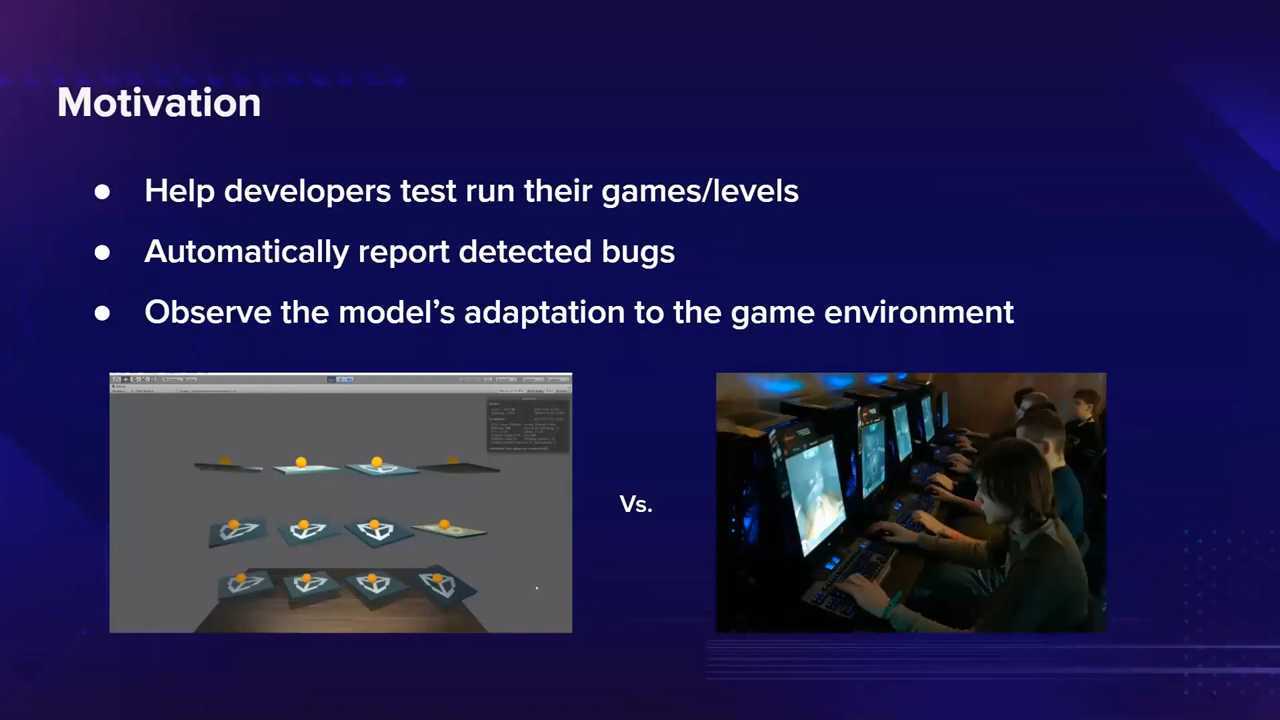 Motivation
● Help developers test run their games/levels
● Automatically report detected bugs
● Observe the model’s adaptation to the game environment
Vs.